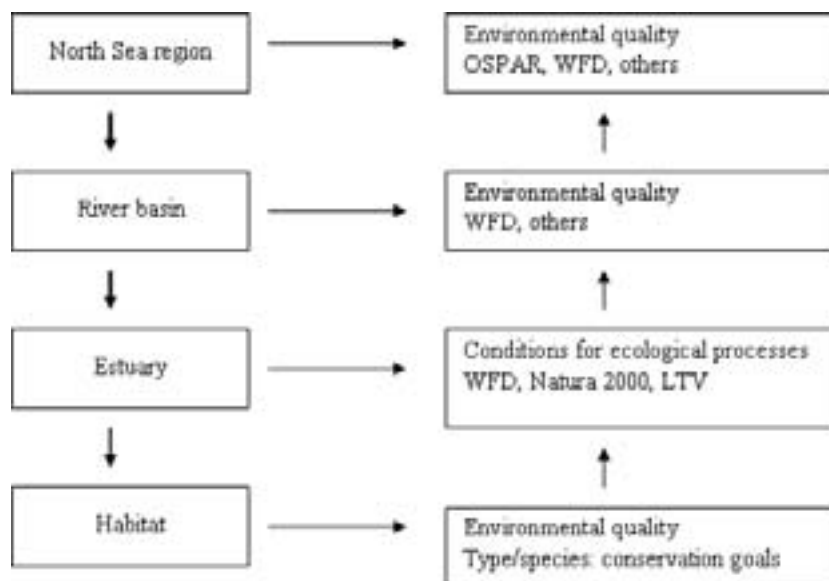 North Sea region
Environmental quality
OSPAR, WFD, others
River basin
Environmental quality
WFD, others
Estuary
Conditions for ecological processes
WFD, Natura 2000, LTV
Habitat
Environmental quality
Type/species: conservation goals